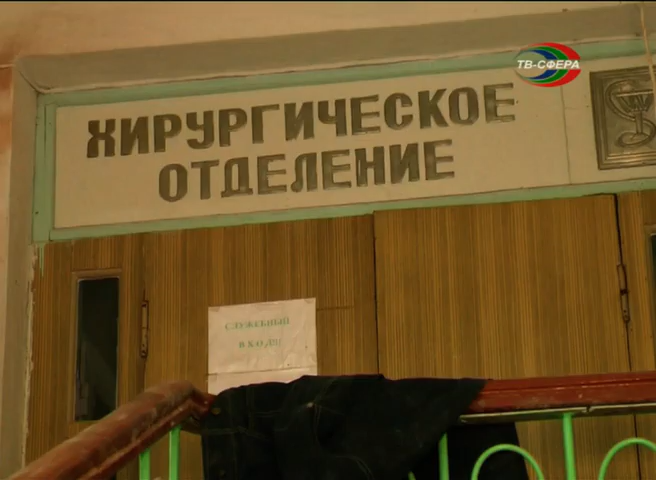 ТВ-СФЕРА
ХИРУРГИЧЕСКОЕ
ОТДЕЛЕНИЕ
СЛУЖЕБНЫЙ
ВХОД!!!